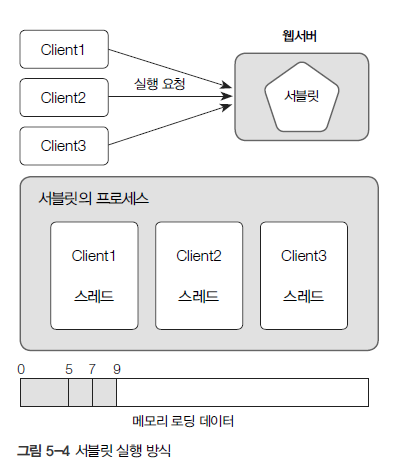 웹서버
Client1
Client2
Client3
실행 요청
서블릿
서블릿의 프로세스
Client1
스레드
Client2
스레드
Client3
스레드
0 5 7 9
메모리 로딩 데이터
그림 5-4 서블릿 실행 방식